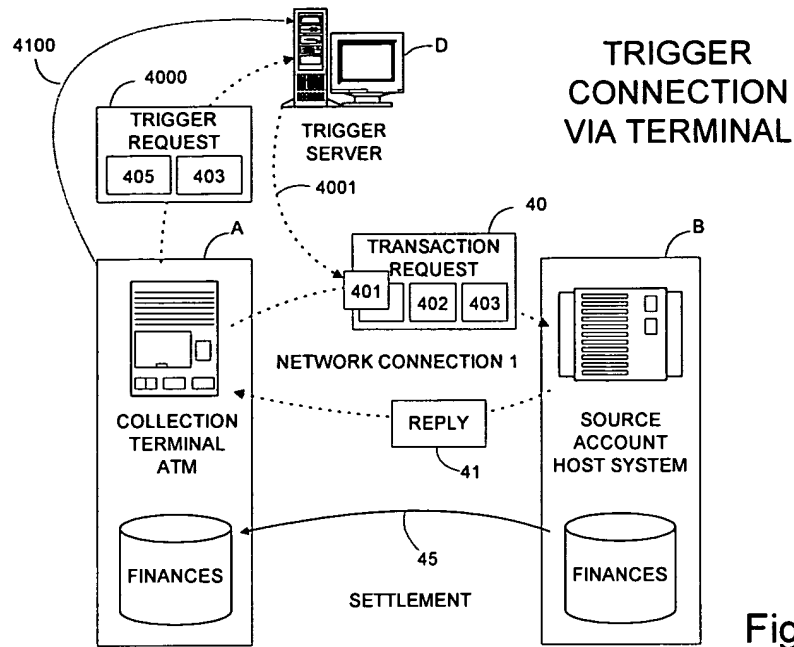 4100
4000
D
TRIGGER
CONNECTION
VIA TERMINAL
TRIGGER
REQUEST
405
403
TRIGGER
SERVER
4001
40
A
B
TRANSACTION
REQUEST
401
402
403
NETWORK CONNECTION 1
COLLECTION
TERMINAL
ATM
REPLY
41
SOURCE
ACCOUNT
HOST SYSTEM
45
FINANCES
FINANCES
SETTLEMENT
Fig